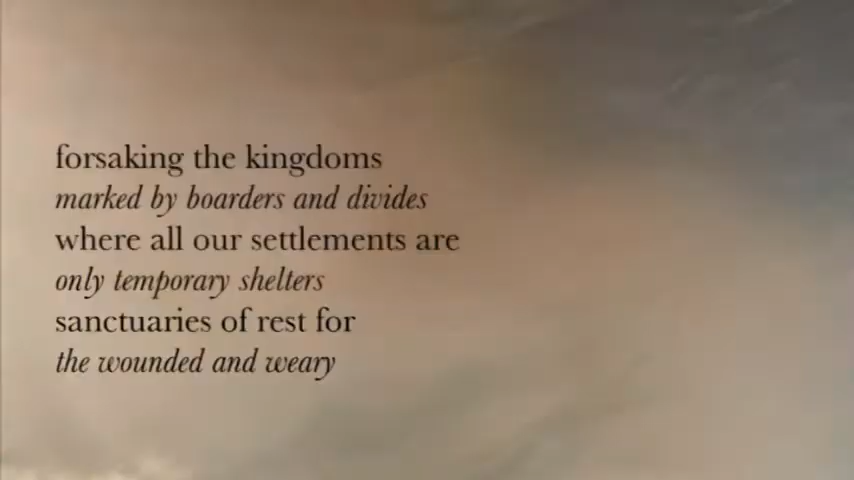 forsaking the kingdoms
marked by boarders and divides
where all our settlements are
only temporary shelters
sanctuaries of rest for
the wounded and weary